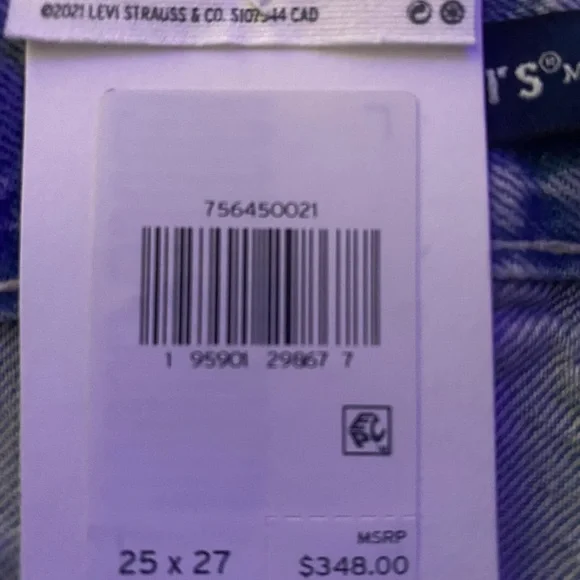 ©2021 LEVI STRAUSS & CO. CAD
's® M
756450021
1 95901 29867 7
MSRP
25 x 27 $348.00